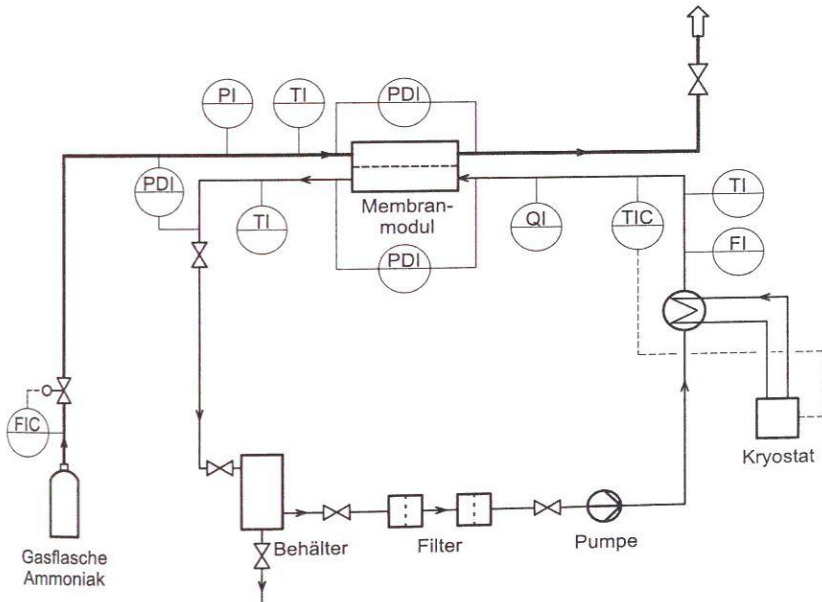 PI
TI
PDI
PDI
TI
Membran-
modul
PDI
QI
TIC
TI
FI
FIC
Gasflasche
Ammoniak
Behälter
Filter
Pumpe
Kryostat